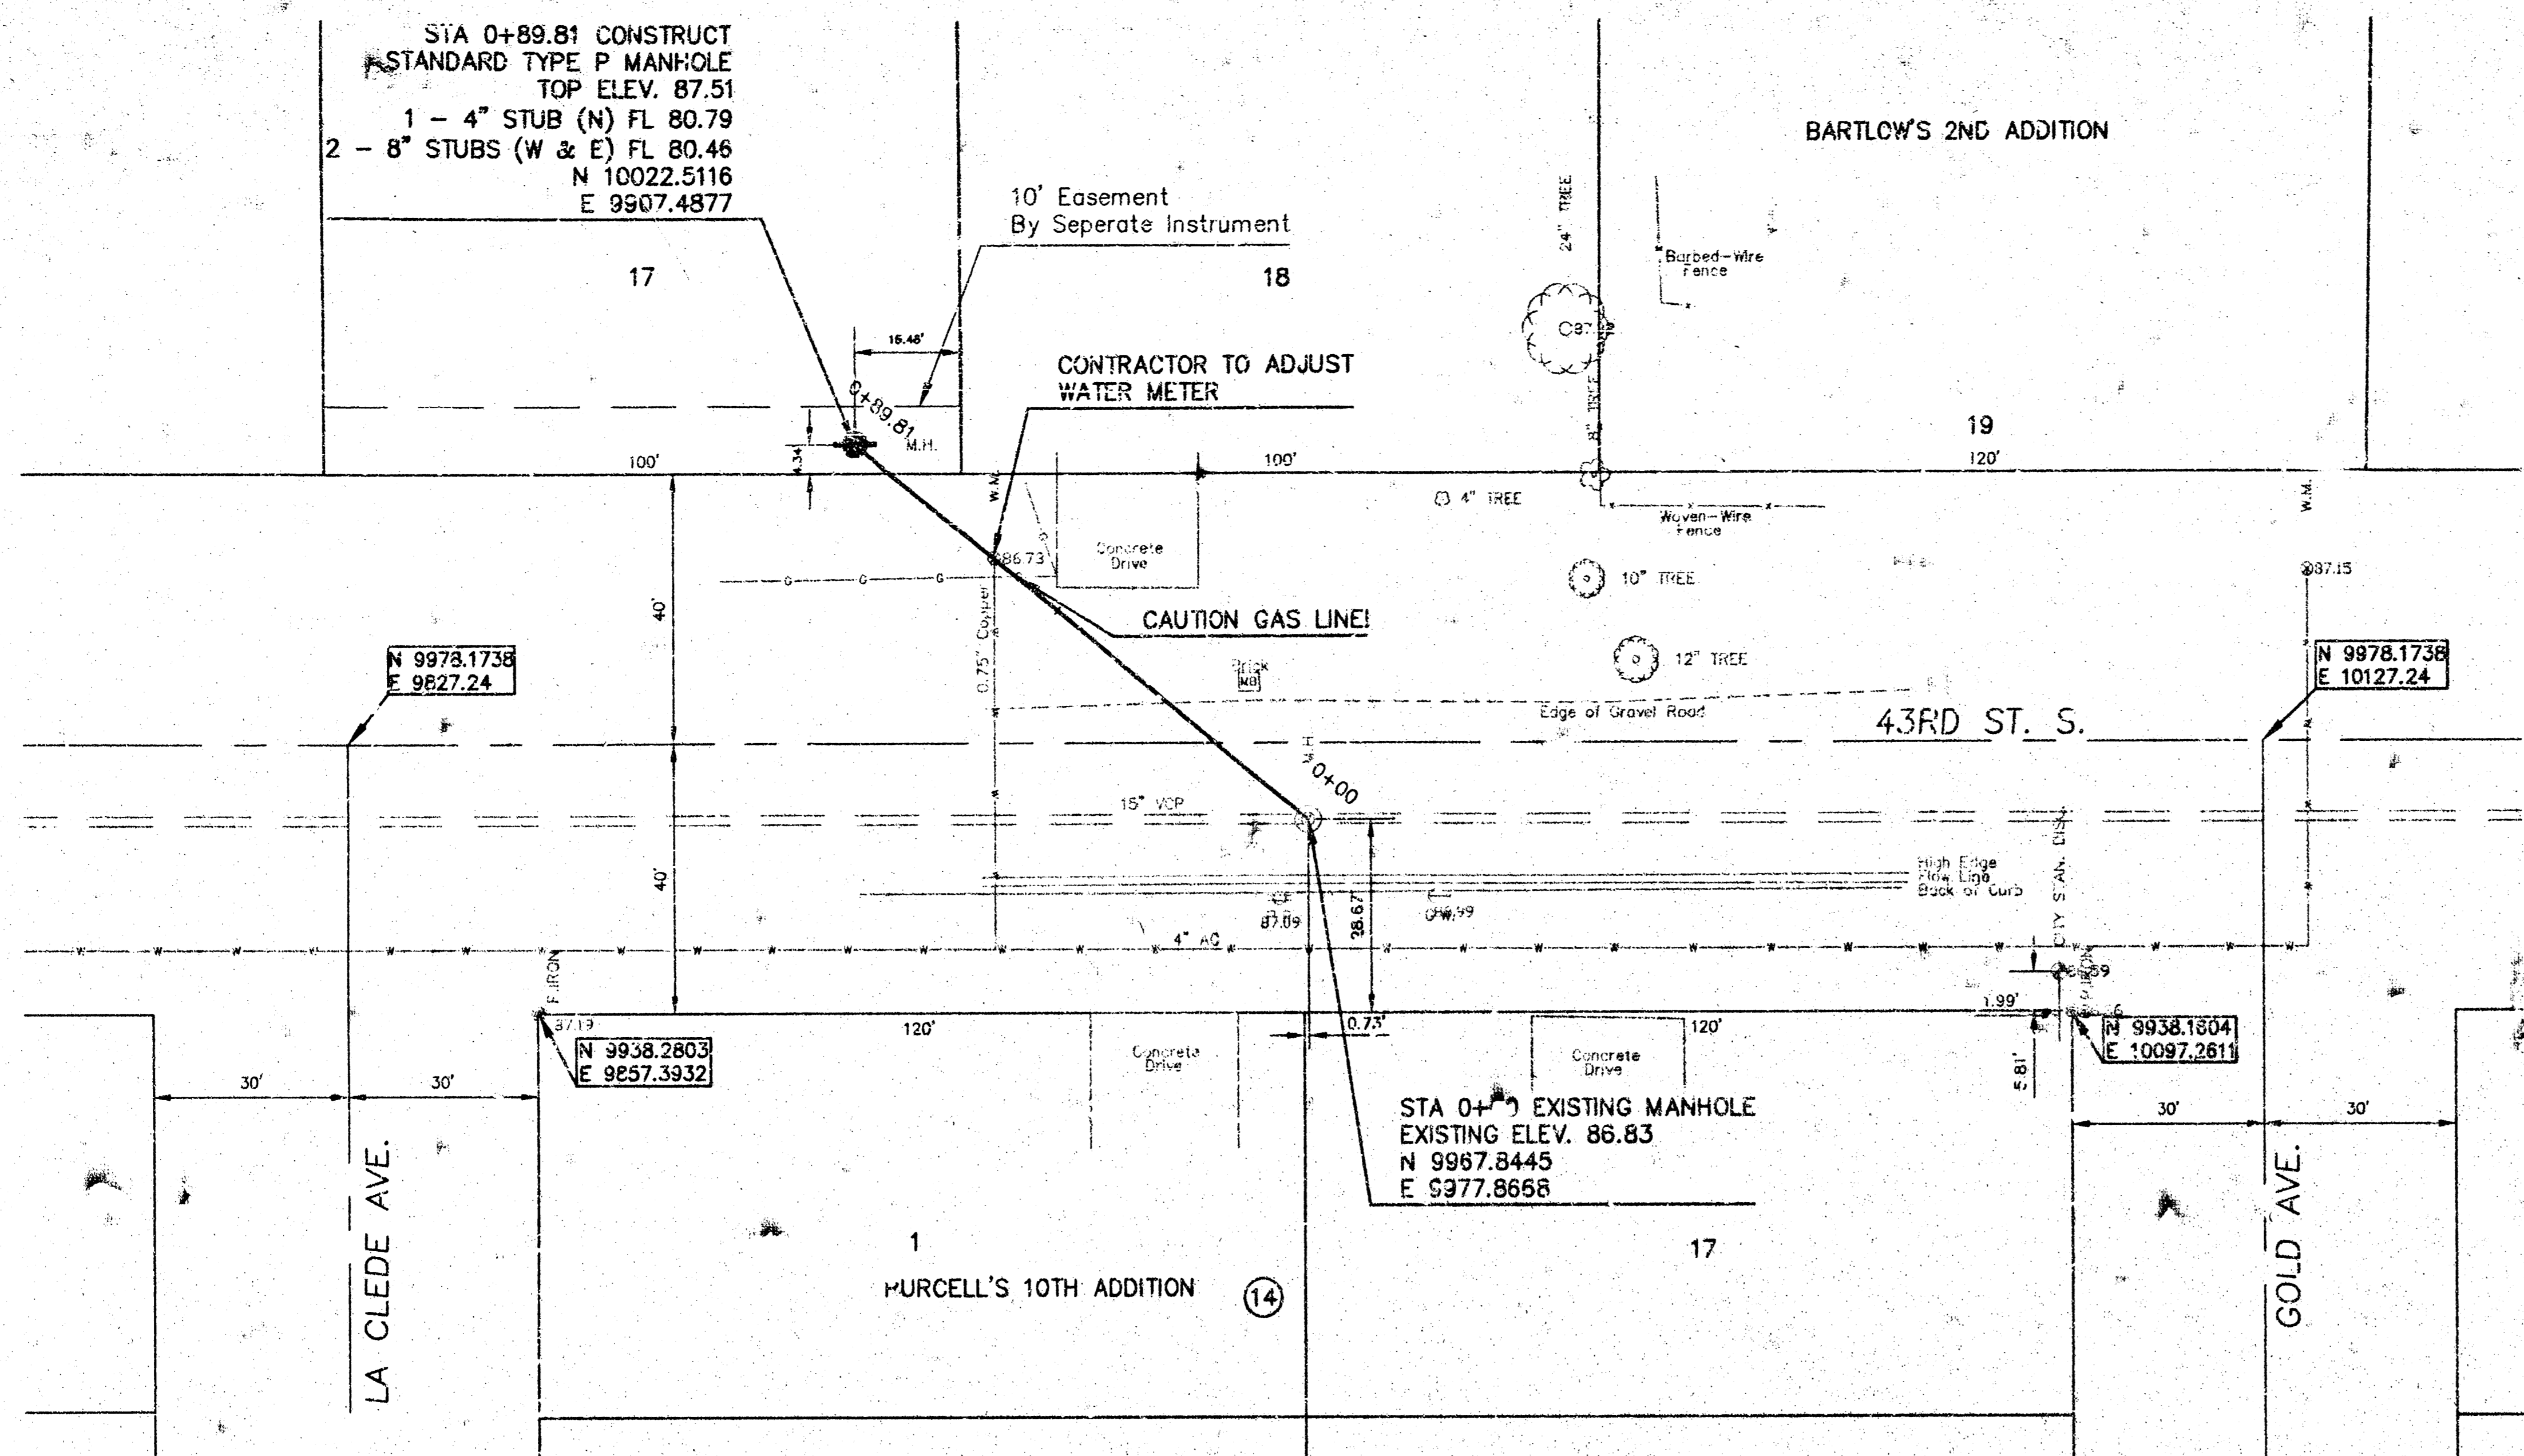 STA 0+89.81 CONSTRUCT
STANDARD TYPE P MANHOLE
TOP ELEV. 87.51
1 - 4" STUB (N) FL 80.79
2 - 8" STUBS (W & E) FL 80.46
N 10022.5116
E 9907.4877
BARTLOW'S 2ND ADDITION
10' Easement
By Seperate Instrument
17
18
24" TREE
Barbed-Wire
Fence
15.48'
CONTRACTOR TO ADJUST
WATER METER
8" TREE
19
0+89.81
M.H.
4.34'
100'
100'
120'
W.M.
4" TREE
Woven-Wire
Fence
W.M.
86.73
G
Concrete
Drive
G G G G
10" TREE
87.15
40'
0.75" Copper
CAUTION GAS LINE!
N 9978.1738
E 9827.24
Brick
MB
12" TREE
N 9978.1738
E 10127.24
Edge of Gravel Road
43RD ST. S.
M.H.
0+00
15" VCP
40'
28.67'
High Edge
Flow Line
Back of Curb
CITY STAN. DISK
87.09
4" AC
W W W W W W W W W W W W W W W W W W W W W W W W W W W
F.IRON
87.19
120'
0.73'
120'
1.99'
5.81'
N 9938.2803
E 9857.3932
Concrete
Drive
Concrete
Drive
N 9938.1804
E 10097.2611
30'
30'
30'
30'
STA EXISTING MANHOLE
EXISTING ELEV. 86.83
N 9967.8445
E 9977.8658
LA CLEDE AVE.
1
17
PURCELL'S 10TH ADDITION
14
GOLD AVE.